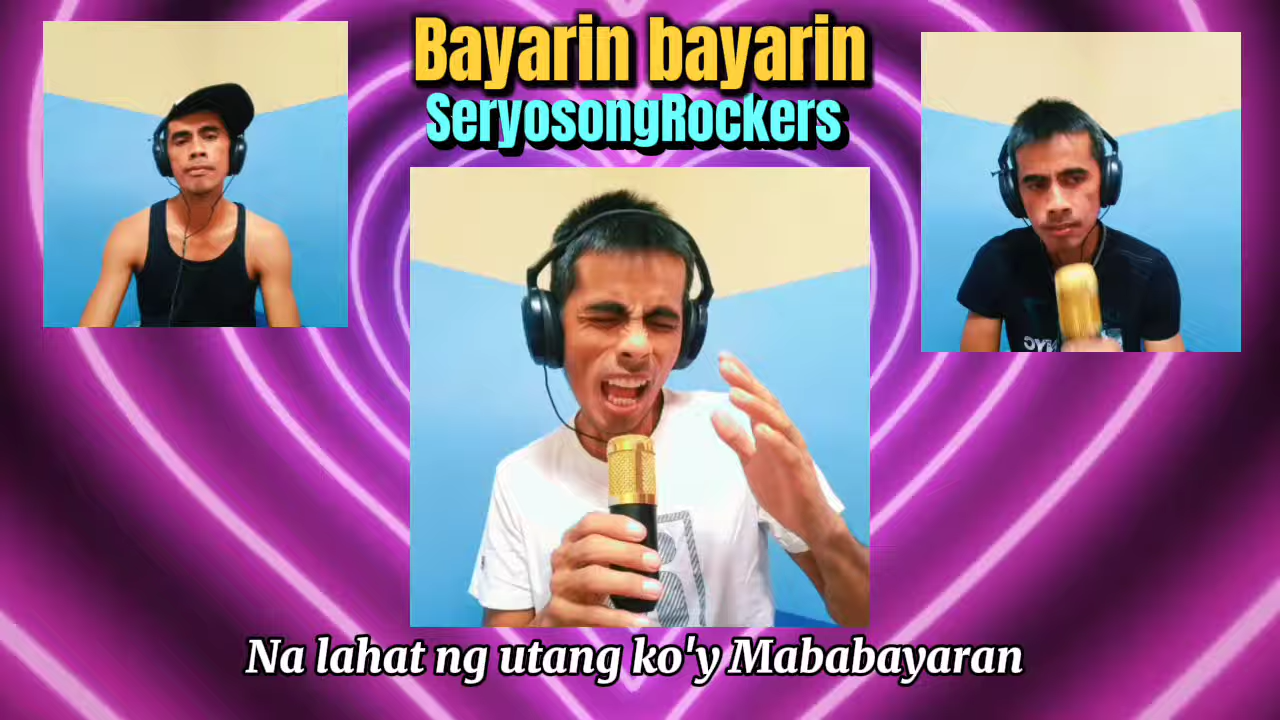 Bayarin bayarin
SeryosongRockers
Na lahat ng utang ko'y Mababayaran